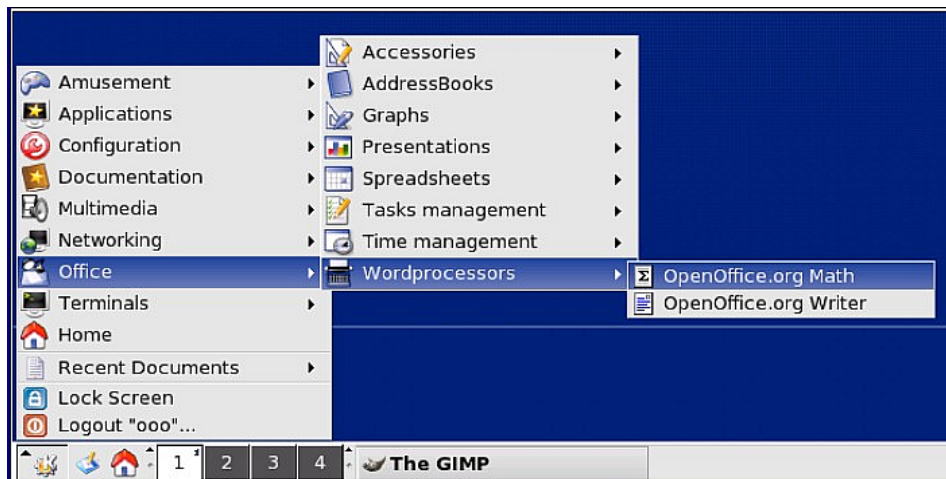 Amusement
Applications
Configuration
Documentation
Multimedia
Networking
Office
Terminals
Home
Recent Documents
Lock Screen
Logout "ooo"...
Accessories
AddressBooks
Graphs
Presentations
Spreadsheets
Tasks management
Time management
Wordprocessors
OpenOffice.org Math
OpenOffice.org Writer
1 2 3 4 The GIMP